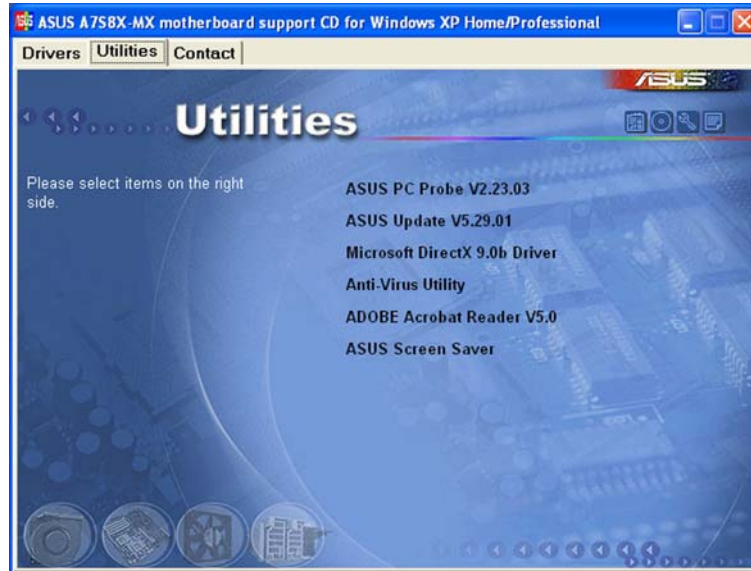 ASUS A7S8X-MX motherboard support CD for Windows XP Home/Professional
Drivers Utilities Contact
ASUS
Utilities
Please select items on the right
side.
ASUS PC Probe V2.23.03
ASUS Update V5.29.01
Microsoft DirectX 9.0b Driver
Anti-Virus Utility
ADOBE Acrobat Reader V5.0
ASUS Screen Saver